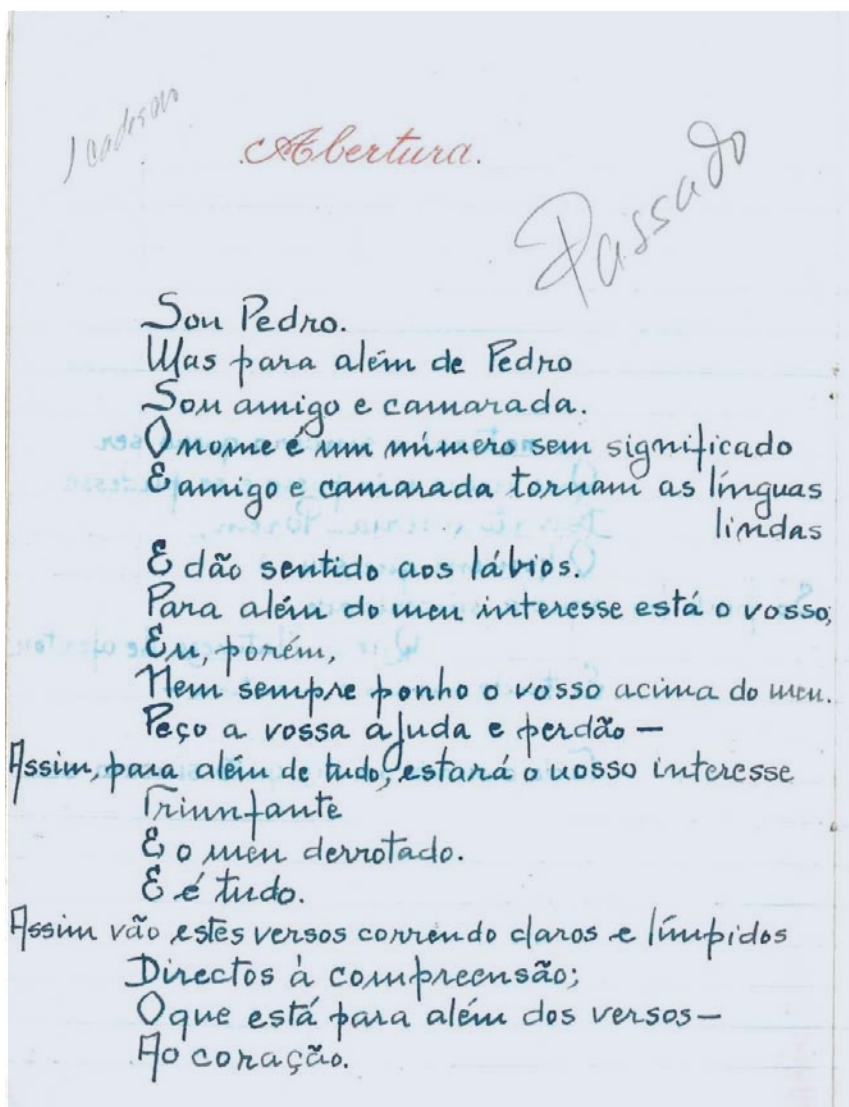 1 caderno
Abertura.
Passado
Sou Pedro.
Mas para além de Pedro
Sou amigo e camarada.
O nome é um número sem significado
E amigo e camarada tornam as línguas
lindas
E dão sentido aos lábios.
Para além do meu interesse está o vosso;
Eu, porém,
Nem sempre ponho o vosso acima do meu.
Peço a vossa ajuda e perdão —
Assim, para além de tudo, estará o nosso interesse
Triunfante
E o meu derrotado.
E é tudo.
Assim vão estes versos correndo claros e límpidos
Directos à compreensão;
O que está para além dos versos —
Ao coração.